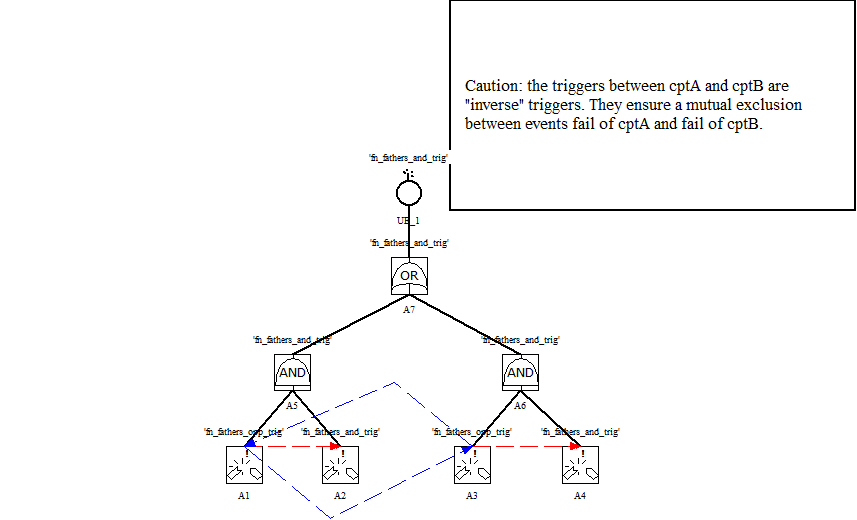 Caution: the triggers between cptA and cptB are
"inverse" triggers. They ensure a mutual exclusion
between events fail of cptA and fail of cptB.
'fn_fathers_and_trig'
UE_1
'fn_fathers_and_trig'
OR
A7
'fn_fathers_and_trig' 'fn_fathers_and_trig'
AND AND
A5 A6
'fn_fathers_opp_trig' 'fn_fathers_and_trig' 'fn_fathers_opp_trig' 'fn_fathers_and_trig'
! ! ! !
A1 A2 A3 A4